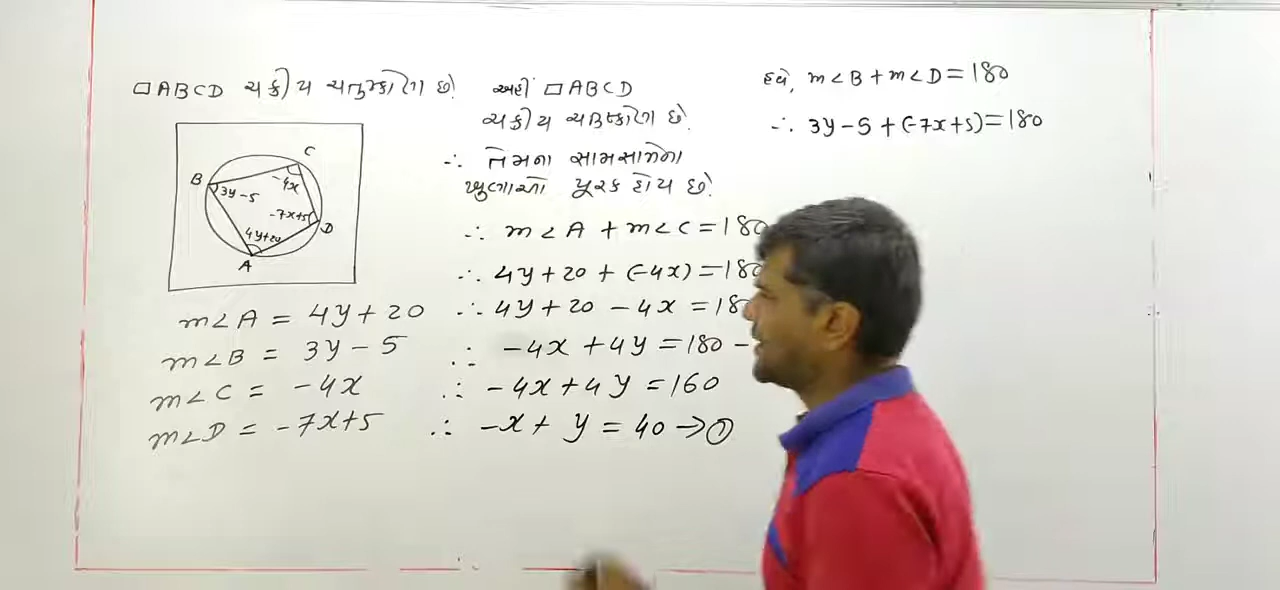 □ABCD ચક્રીય ચતુષ્કોણ છે.
C
B
3y-5
-4x
-7x+5
D
4y+20
A
m∠A = 4y+20
m∠B = 3y-5
m∠C = -4x
m∠D = -7x+5
અહીં □ABCD
ચક્રીય ચતુષ્કોણ છે.
∴ તેમના સામસામેના
ખૂણાઓ પૂરક હોય છે.
∴ m∠A + m∠C = 180
∴ 4y+20 + (-4x) = 180
∴ 4y+20 - 4x = 18
∴ -4x + 4y = 180 -
∴ -4x + 4y = 160
∴ -x + y = 40 → ①
હવે, m∠B + m∠D = 180
∴ 3y-5 + (-7x+5) = 180